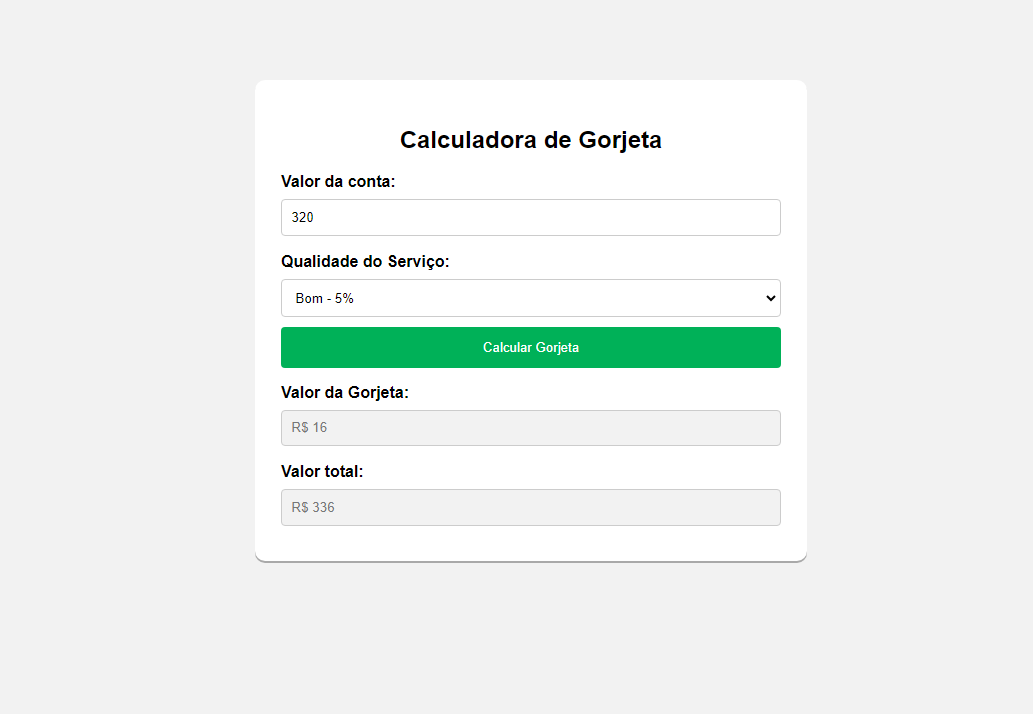 Calculadora de Gorjeta
Valor da conta:
320
Qualidade do Serviço:
Bom - 5%
Calcular Gorjeta
Valor da Gorjeta:
R$ 16
Valor total:
R$ 336